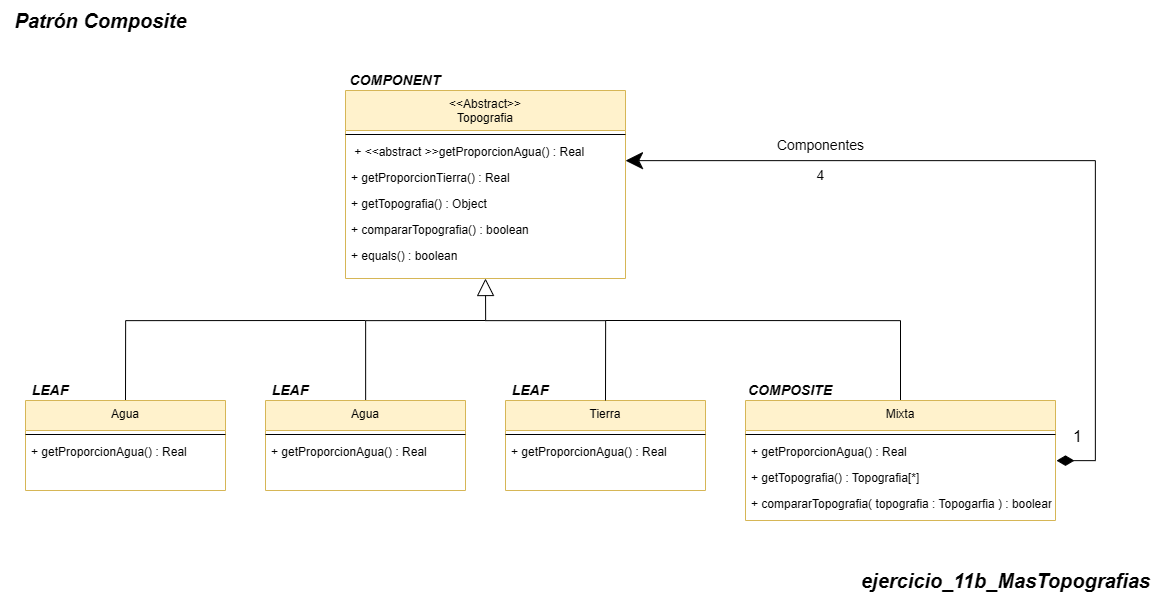 Patrón Composite
COMPONENT
<<Abstract>>
Topografia
+ <<abstract >>getProporcionAgua() : Real
+ getProporcionTierra() : Real
+ getTopografia() : Object
+ compararTopografia() : boolean
+ equals() : boolean
Componentes
4
LEAF
Agua
+ getProporcionAgua() : Real
LEAF
Agua
+ getProporcionAgua() : Real
LEAF
Tierra
+ getProporcionAgua() : Real
COMPOSITE
Mixta
+ getProporcionAgua() : Real
+ getTopografia() : Topografia[*]
+ compararTopografia( topografia : Topogarfia ) : boolear
1
ejercicio_11b_MasTopografias